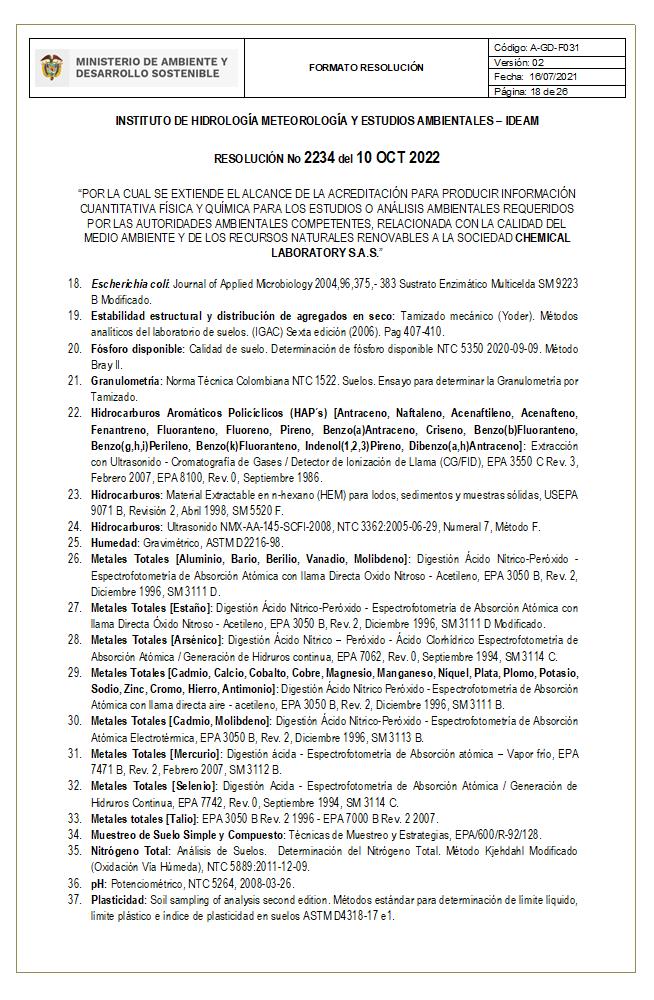 MINISTERIO DE AMBIENTE Y
DESARROLLO SOSTENIBLE
FORMATO RESOLUCIÓN
Código: A-GD-F031
Versión: 02
Fecha: 16/07/2021
Página: 18 de 26
INSTITUTO DE HIDROLOGÍA METEOROLOGÍA Y ESTUDIOS AMBIENTALES – IDEAM
RESOLUCIÓN No 2234 del 10 OCT 2022
“POR LA CUAL SE EXTIENDE EL ALCANCE DE LA ACREDITACIÓN PARA PRODUCIR INFORMACIÓN
CUANTITATIVA FÍSICA Y QUÍMICA PARA LOS ESTUDIOS O ANÁLISIS AMBIENTALES REQUERIDOS
POR LAS AUTORIDADES AMBIENTALES COMPETENTES, RELACIONADA CON LA CALIDAD DEL
MEDIO AMBIENTE Y DE LOS RECURSOS NATURALES RENOVABLES A LA SOCIEDAD CHEMICAL
LABORATORY S.A.S.”
18. Escherichia coli: Journal of Applied Microbiology 2004,96,375,- 383 Sustrato Enzimático Multicelda SM 9223
B Modificado.
19. Estabilidad estructural y distribución de agregados en seco: Tamizado mecánico (Yoder). Métodos
analíticos del laboratorio de suelos. (IGAC) Sexta edición (2006). Pag 407-410.
20. Fósforo disponible: Calidad de suelo. Determinación de fósforo disponible NTC 5350 2020-09-09. Método
Bray II.
21. Granulometría: Norma Técnica Colombiana NTC 1522. Suelos. Ensayo para determinar la Granulometría por
Tamizado.
22. Hidrocarburos Aromáticos Policíclicos (HAP´s) [Antraceno, Naftaleno, Acenaftileno, Acenafteno,
Fenantreno, Fluoranteno, Fluoreno, Pireno, Benzo(a)Antraceno, Criseno, Benzo(b)Fluoranteno,
Benzo(g,h,i)Perileno, Benzo(k)Fluoranteno, Indenol(1,2,3)Pireno, Dibenzo(a,h)Antraceno]: Extracción
con Ultrasonido - Cromatografía de Gases / Detector de Ionización de Llama (CG/FID), EPA 3550 C Rev. 3,
Febrero 2007, EPA 8100, Rev. 0, Septiembre 1986.
23. Hidrocarburos: Material Extractable en n-hexano (HEM) para lodos, sedimentos y muestras sólidas, USEPA
9071 B, Revisión 2, Abril 1998, SM 5520 F.
24. Hidrocarburos: Ultrasonido NMX-AA-145-SCFI-2008, NTC 3362:2005-06-29, Numeral 7, Método F.
25. Humedad: Gravimétrico, ASTM D2216-98.
26. Metales Totales [Aluminio, Bario, Berilio, Vanadio, Molibdeno]: Digestión Ácido Nítrico-Peróxido -
Espectrofotometría de Absorción Atómica con llama Directa Oxido Nitroso - Acetileno, EPA 3050 B, Rev. 2,
Diciembre 1996, SM 3111 D.
27. Metales Totales [Estaño]: Digestión Ácido Nítrico-Peróxido - Espectrofotometría de Absorción Atómica con
llama Directa Óxido Nitroso - Acetileno, EPA 3050 B, Rev. 2, Diciembre 1996, SM 3111 D Modificado.
28. Metales Totales [Arsénico]: Digestión Ácido Nítrico – Peróxido - Ácido Clorhídrico Espectrofotometría de
Absorción Atómica / Generación de Hidruros continua, EPA 7062, Rev. 0, Septiembre 1994, SM 3114 C.
29. Metales Totales [Cadmio, Calcio, Cobalto, Cobre, Magnesio, Manganeso, Níquel, Plata, Plomo, Potasio,
Sodio, Zinc, Cromo, Hierro, Antimonio]: Digestión Ácido Nítrico Peróxido - Espectrofotometría de Absorción
Atómica con llama directa aire - acetileno, EPA 3050 B, Rev. 2, Diciembre 1996, SM 3111 B.
30. Metales Totales [Cadmio, Molibdeno]: Digestión Ácido Nítrico-Peróxido - Espectrofotometría de Absorción
Atómica Electrotérmica, EPA 3050 B, Rev. 2, Diciembre 1996, SM 3113 B.
31. Metales Totales [Mercurio]: Digestión ácida - Espectrofotometría de Absorción atómica – Vapor frío, EPA
7471 B, Rev. 2, Febrero 2007, SM 3112 B.
32. Metales Totales [Selenio]: Digestión Acida - Espectrofotometría de Absorción Atómica / Generación de
Hidruros Continua, EPA 7742, Rev. 0, Septiembre 1994, SM 3114 C.
33. Metales totales [Talio]: EPA 3050 B Rev. 2 1996 - EPA 7000 B Rev. 2 2007.
34. Muestreo de Suelo Simple y Compuesto: Técnicas de Muestreo y Estrategias, EPA/600/R-92/128.
35. Nitrógeno Total: Análisis de Suelos. Determinación del Nitrógeno Total. Método Kjehdahl Modificado
(Oxidación Vía Húmeda), NTC 5889:2011-12-09.
36. pH: Potenciométrico, NTC 5264, 2008-03-26.
37. Plasticidad: Soil sampling of analysis second edition. Métodos estándar para determinación de límite líquido,
límite plástico e índice de plasticidad en suelos ASTM D4318-17 e1.